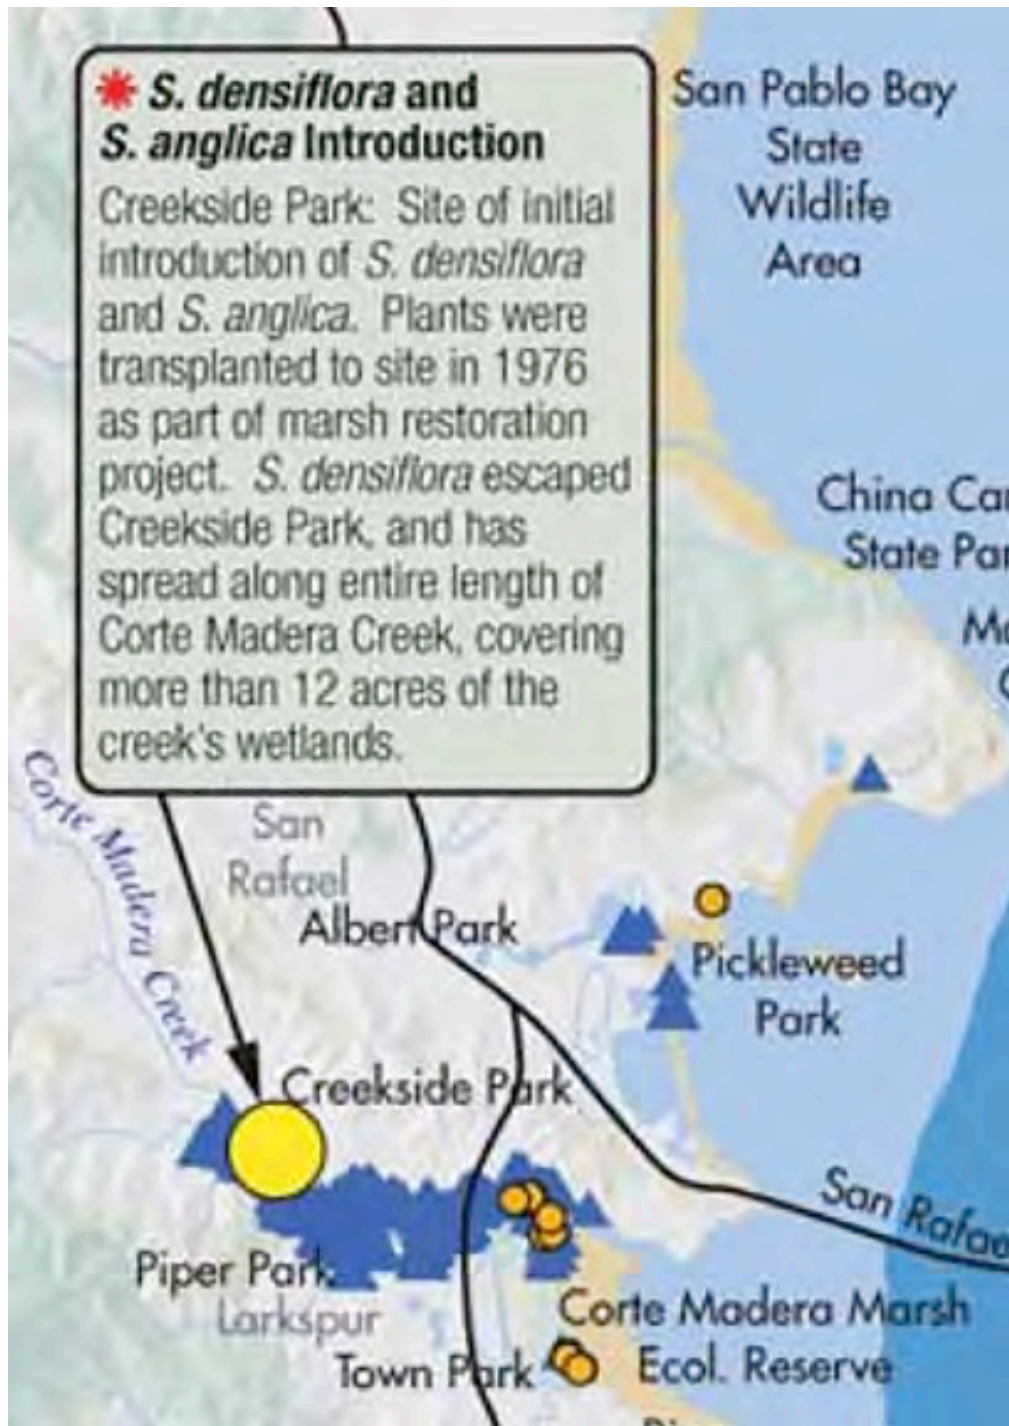 ✷ S. densiflora and
S. anglica Introduction
Creekside Park: Site of initial
introduction of S. densiflora
and S. anglica. Plants were
transplanted to site in 1976
as part of marsh restoration
project. S. densiflora escaped
Creekside Park, and has
spread along entire length of
Corte Madera Creek, covering
more than 12 acres of the
creek's wetlands.
San Pablo Bay
State
Wildlife
Area
China
State
Corte Madera Creek
San
Rafael
Albert Park
Pickleweed
Park
Creekside Park
San
Piper Park
Larkspur
Corte Madera Marsh
Ecol. Reserve
Town Park